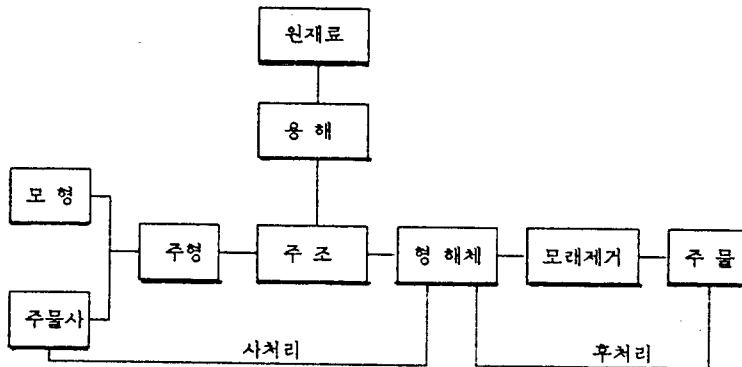 원재료
용 해
모 형
주형
주 조
형 해체
모래제거
주 물
주물사
사처리
후처리